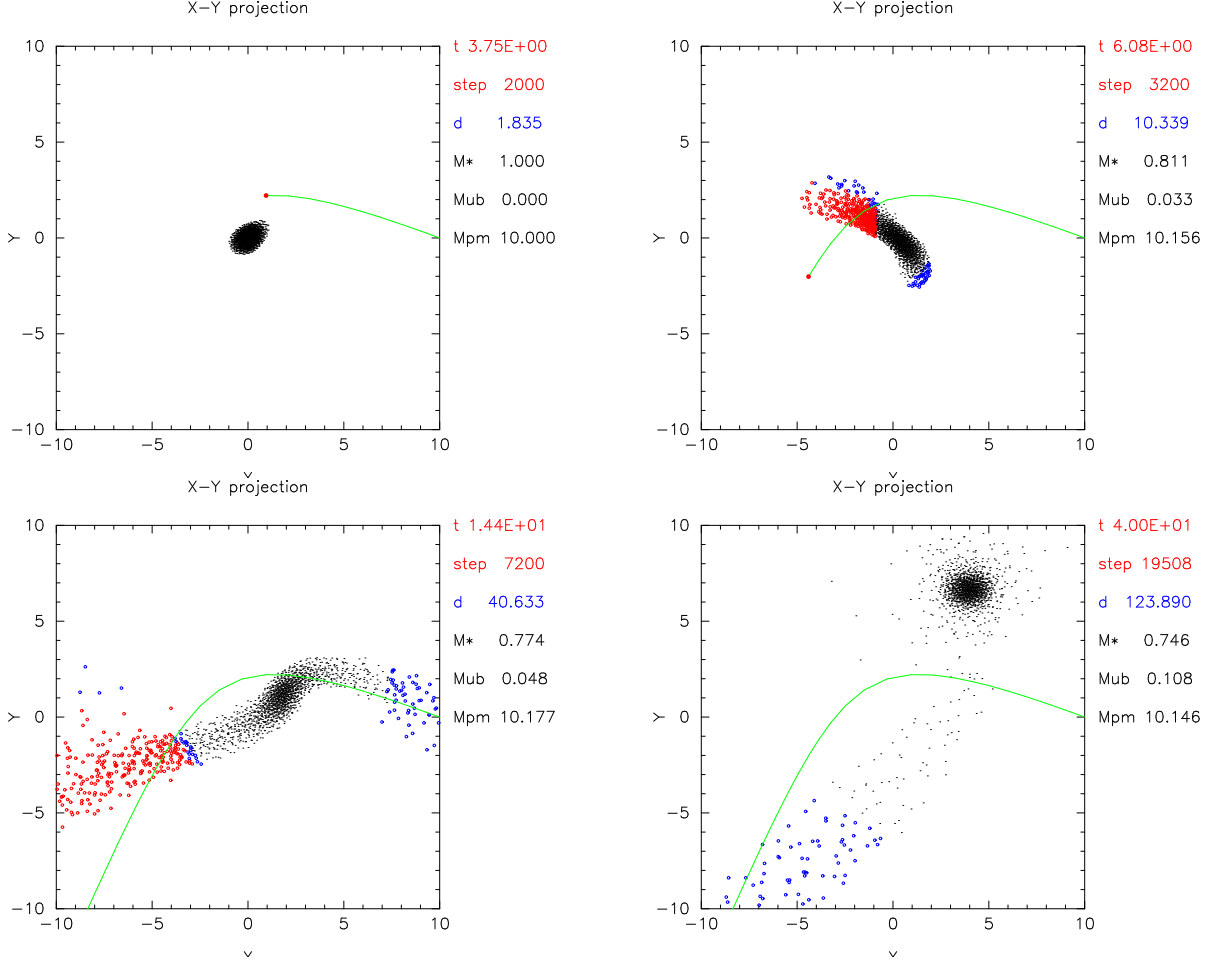 X−Y projection
10
5
0
−5
−10
Y
−10
−5
0
5
10
t 3.75E+00
step 2000
d 1.835
M* 1.000
Mub 0.000
Mpm 10.000
X−Y projection
10
5
0
−5
−10
Y
−10
−5
0
5
10
t 6.08E+00
step 3200
d 10.339
M* 0.811
Mub 0.033
Mpm 10.156
X−Y projection
10
5
0
−5
−10
Y
−10
−5
0
5
10
t 1.44E+01
step 7200
d 40.633
M* 0.774
Mub 0.048
Mpm 10.177
X−Y projection
10
5
0
−5
−10
Y
−10
−5
0
5
10
t 4.00E+01
step 19508
d 123.890
M* 0.746
Mub 0.108
Mpm 10.146